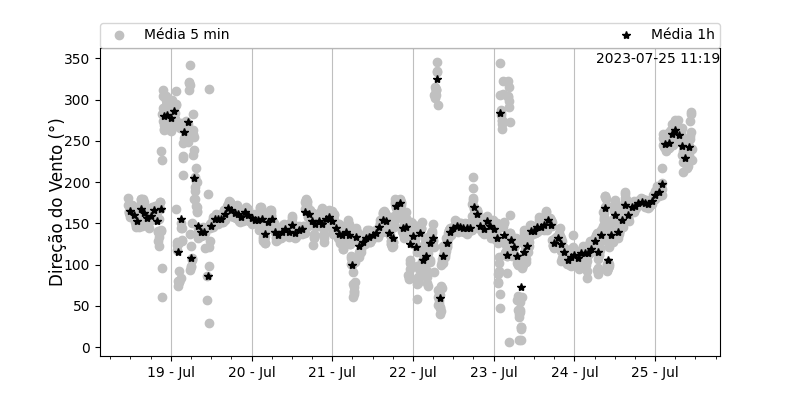 Média 5 min
Média 1h
2023-07-25 11:19
Direção do Vento (°)
350
300
250
200
150
100
50
0
19 - Jul
20 - Jul
21 - Jul
22 - Jul
23 - Jul
24 - Jul
25 - Jul